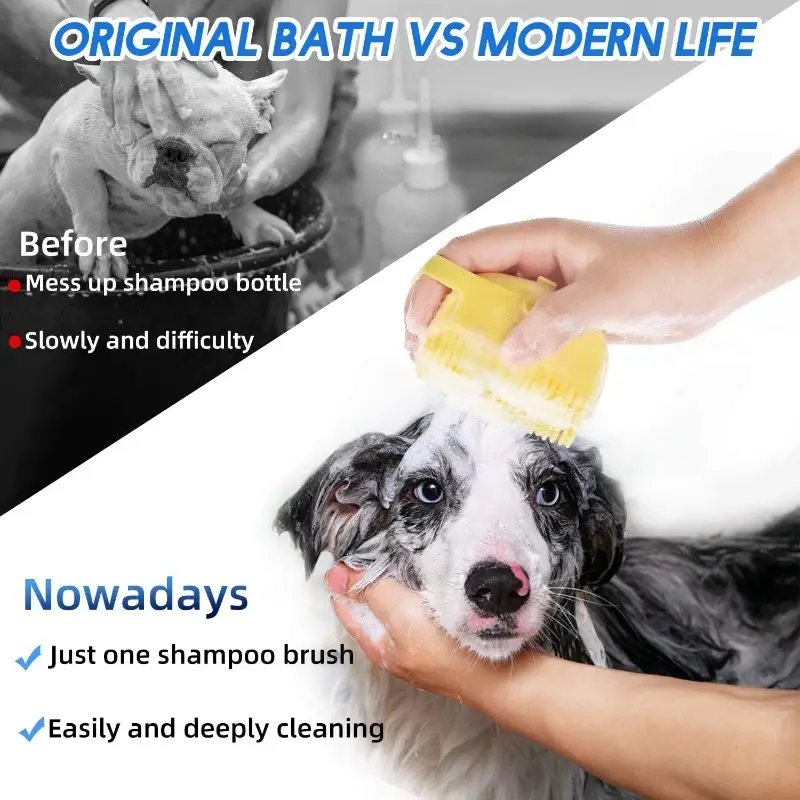 ORIGINAL BATH VS MODERN LIFE
Before
Mess up shampoo bottle
Slowly and difficulty
Nowadays
Just one shampoo brush
Easily and deeply cleaning